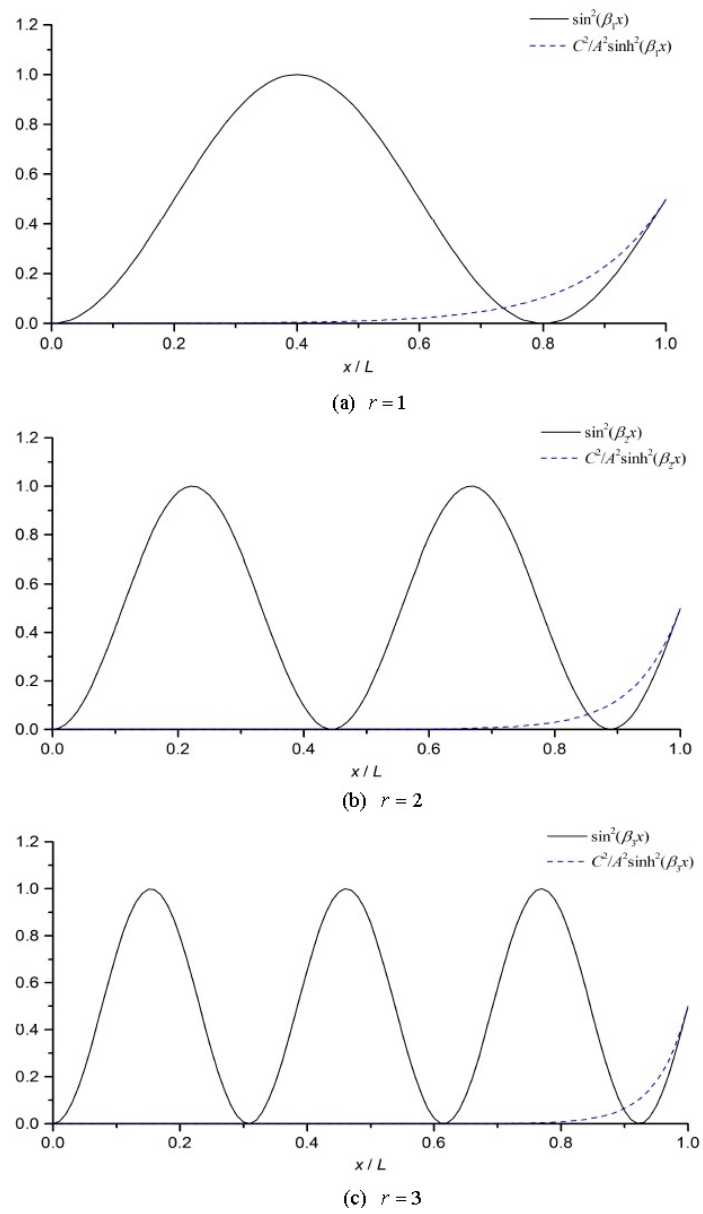 sin²(β₁x)
C²/A²sinh²(β₁x)
1.2
1.0
0.8
0.6
0.4
0.2
0.0
0.0 0.2 0.4 0.6 0.8 1.0
x / L
(a) r = 1
sin²(β₂x)
C²/A²sinh²(β₂x)
1.2
1.0
0.8
0.6
0.4
0.2
0.0
0.0 0.2 0.4 0.6 0.8 1.0
x / L
(b) r = 2
sin²(β₃x)
C²/A²sinh²(β₃x)
1.2
1.0
0.8
0.6
0.4
0.2
0.0
0.0 0.2 0.4 0.6 0.8 1.0
x / L
(c) r = 3